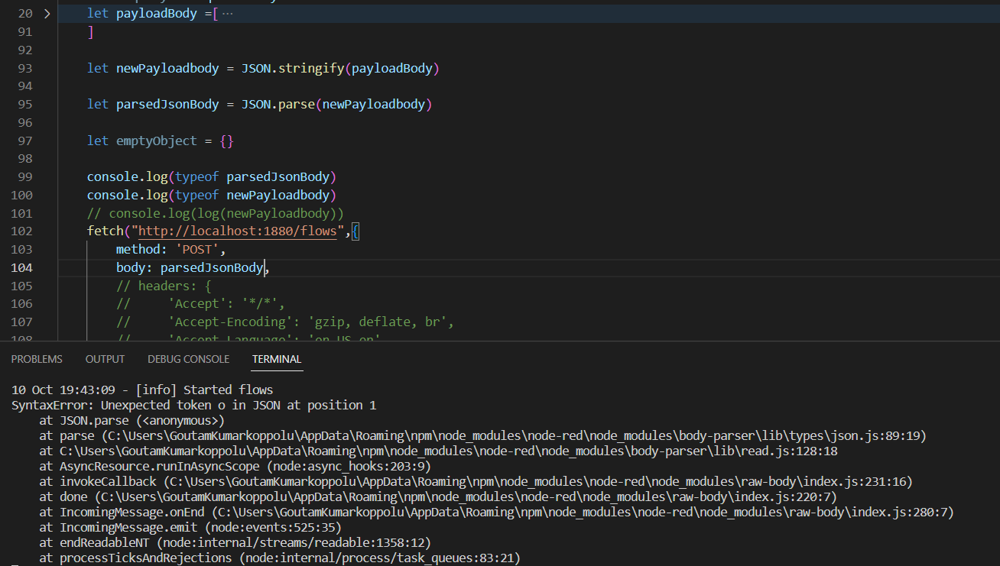 20 > let payloadBody =[ ···
91 ]
92
93 let newPayloadbody = JSON.stringify(payloadBody)
94
95 let parsedJsonBody = JSON.parse(newPayloadbody)
96
97 let emptyObject = {}
98
99 console.log(typeof parsedJsonBody)
100 console.log(typeof newPayloadbody)
101 // console.log(log(newPayloadbody))
102 fetch("http://localhost:1880/flows",{
103 method: 'POST',
104 body: parsedJsonBody,
105 // headers: {
106 // 'Accept': '*/*',
107 // 'Accept-Encoding': 'gzip, deflate, br',
108 // 'Accept-Language': 'en-US,en'
PROBLEMS OUTPUT DEBUG CONSOLE TERMINAL
10 Oct 19:43:09 - [info] Started flows
SyntaxError: Unexpected token o in JSON at position 1
at JSON.parse (<anonymous>)
at parse (C:\Users\GoutamKumarkoppolu\AppData\Roaming\npm\node_modules\node-red\node_modules\body-parser\lib\types\json.js:89:19)
at C:\Users\GoutamKumarkoppolu\AppData\Roaming\npm\node_modules\node-red\node_modules\body-parser\lib\read.js:128:18
at AsyncResource.runInAsyncScope (node:async_hooks:203:9)
at invokeCallback (C:\Users\GoutamKumarkoppolu\AppData\Roaming\npm\node_modules\node-red\node_modules\raw-body\index.js:231:16)
at done (C:\Users\GoutamKumarkoppolu\AppData\Roaming\npm\node_modules\node-red\node_modules\raw-body\index.js:220:7)
at IncomingMessage.onEnd (C:\Users\GoutamKumarkoppolu\AppData\Roaming\npm\node_modules\node-red\node_modules\raw-body\index.js:280:7)
at IncomingMessage.emit (node:events:525:35)
at endReadableNT (node:internal/streams/readable:1358:12)
at processTicksAndRejections (node:internal/process/task_queues:83:21)